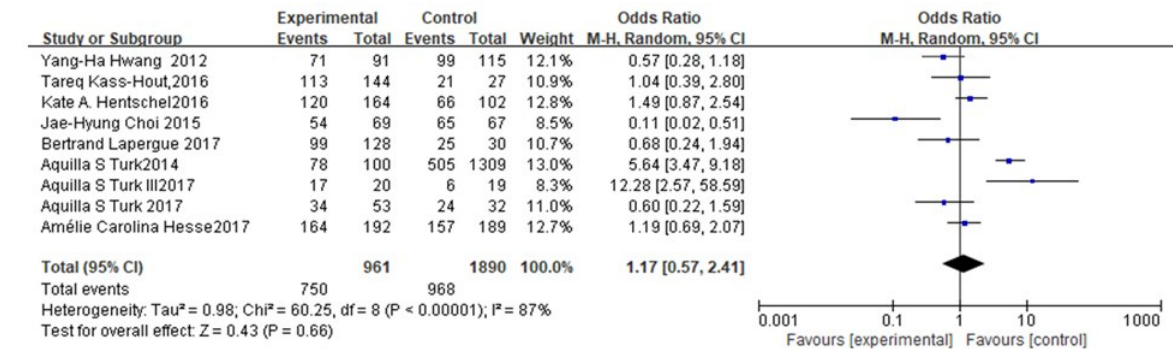 Experimental Control Odds Ratio Odds Ratio
Study or Subgroup Events Total Events Total Weight M-H, Random, 95% CI M-H, Random, 95% CI
Yang-Ha Hwang 2012 71 91 99 115 12.1% 0.57 [0.28, 1.18]
Tareq Kass-Hout,2016 113 144 21 27 10.9% 1.04 [0.39, 2.80]
Kate A. Hentschel2016 120 164 66 102 12.8% 1.49 [0.87, 2.54]
Jae-Hyung Choi 2015 54 69 65 67 8.5% 0.11 [0.02, 0.51]
Bertrand Lapergue 2017 99 128 25 30 10.7% 0.68 [0.24, 1.94]
Aquilla S Turk2014 78 100 505 1309 13.0% 5.64 [3.47, 9.18]
Aquilla S Turk III2017 17 20 6 19 8.3% 12.28 [2.57, 58.59]
Aquilla S Turk 2017 34 53 24 32 11.0% 0.60 [0.22, 1.59]
Amélie Carolina Hesse2017 164 192 157 189 12.7% 1.19 [0.69, 2.07]
Total (95% CI) 961 1890 100.0% 1.17 [0.57, 2.41]
Total events 750 968
Heterogeneity: Tau² = 0.98; Chi² = 60.25, df = 8 (P < 0.00001); I² = 87%
Test for overall effect: Z = 0.43 (P = 0.66)
0.001 0.1 1 10 1000
Favours [experimental] Favours [control]